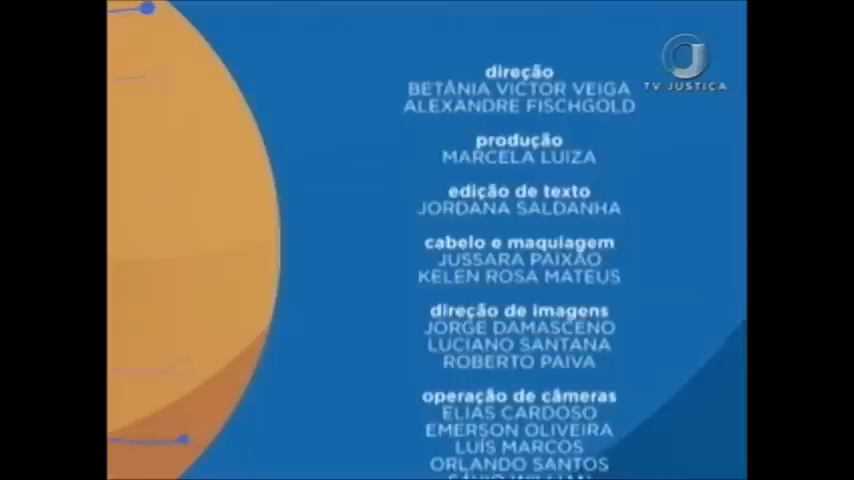 direção
BETÂNIA VICTOR VEIGA
ALEXANDRE FISCHGOLD
TV JUSTIÇA
produção
MARCELA LUIZA
edição de texto
JORDANA SALDANHA
cabelo e maquiagem
JUSSARA PAIXÃO
KELEN ROSA MATEUS
direção de imagens
JORGE DAMASCENO
LUCIANO SANTANA
ROBERTO PAIVA
operação de câmeras
ELIAS CARDOSO
EMERSON OLIVEIRA
LUÍS MARCOS
ORLANDO SANTOS